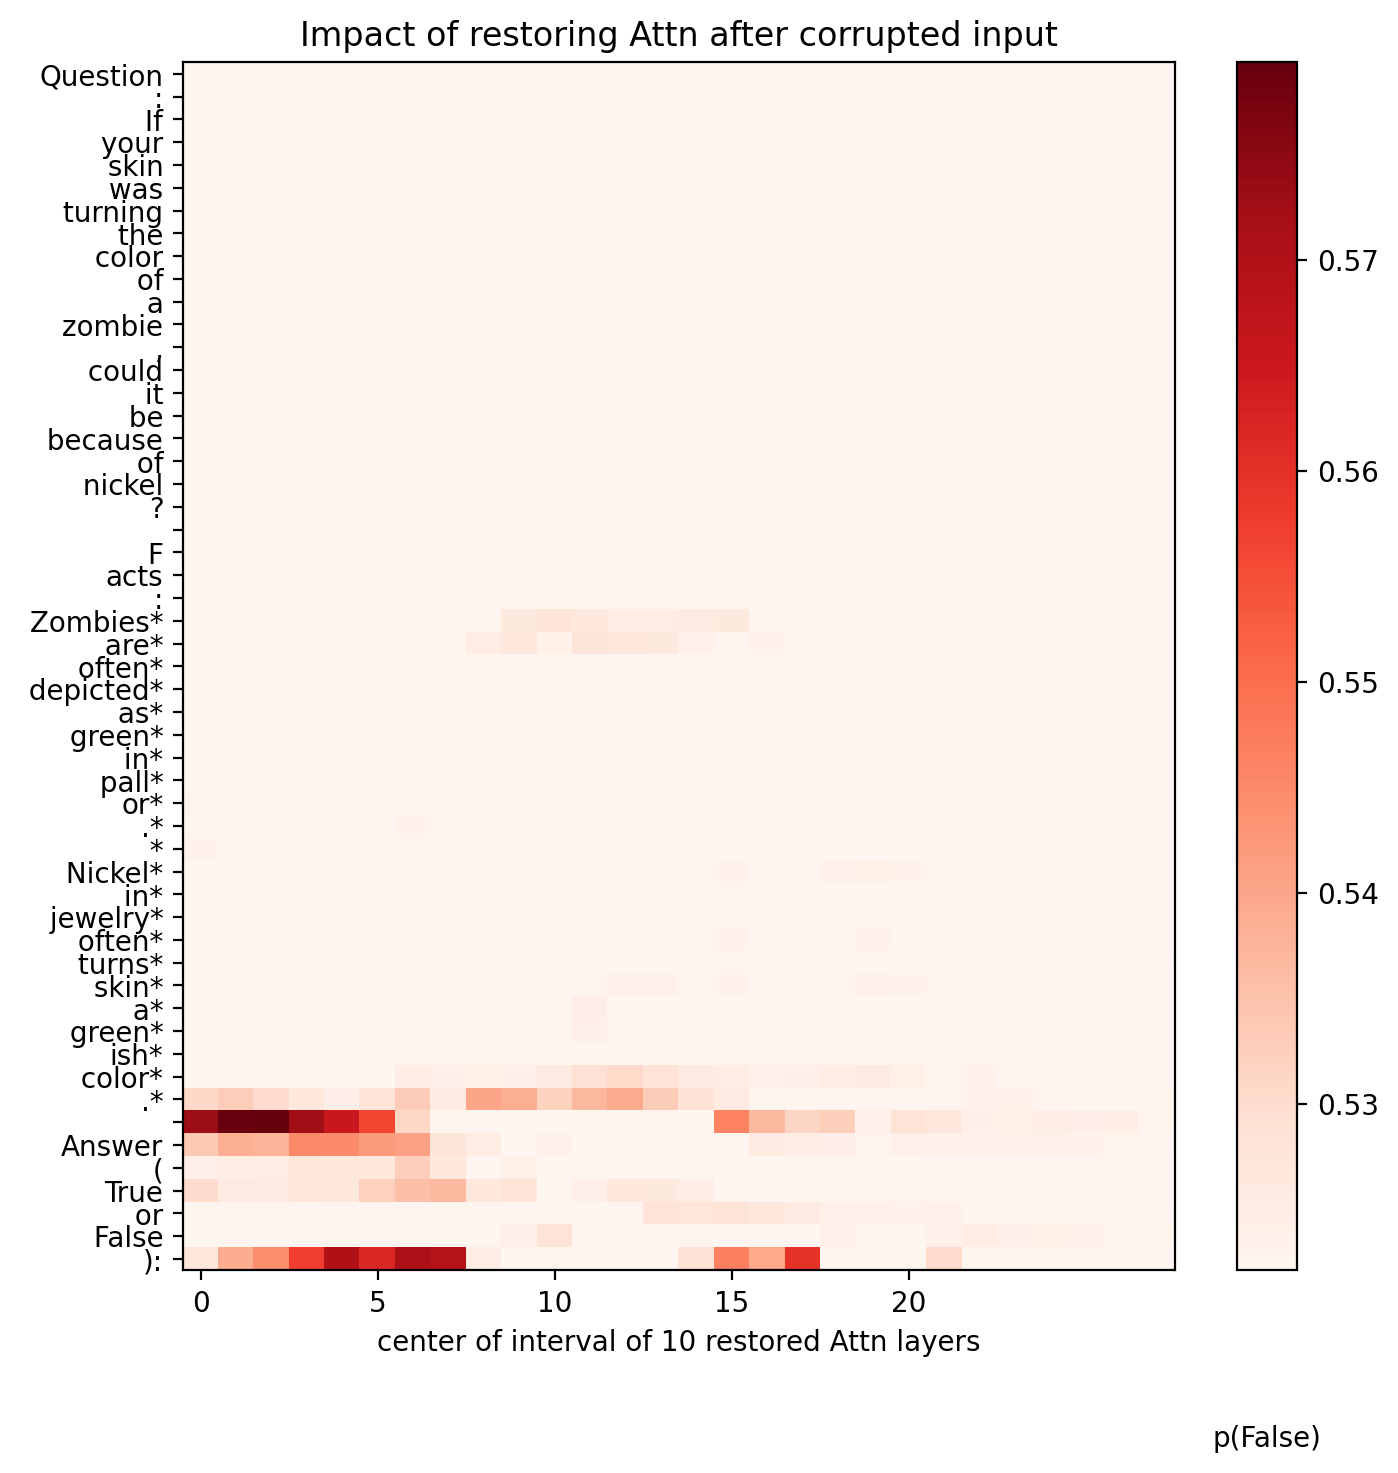 Impact of restoring Attn after corrupted input
Question
:
If
your
skin
was
turning
the
color
of
a
zombie
,
could
it
be
because
of
nickel
?
F
acts
:
Zombies*
are*
often*
depicted*
as*
green*
in*
pall*
or*
.*
*
Nickel*
in*
jewelry*
often*
turns*
skin*
a*
green*
ish*
color*
.*
Answer
(
True
or
False
):
0 5 10 15 20
center of interval of 10 restored Attn layers
0.57
0.56
0.55
0.54
0.53
p(False)